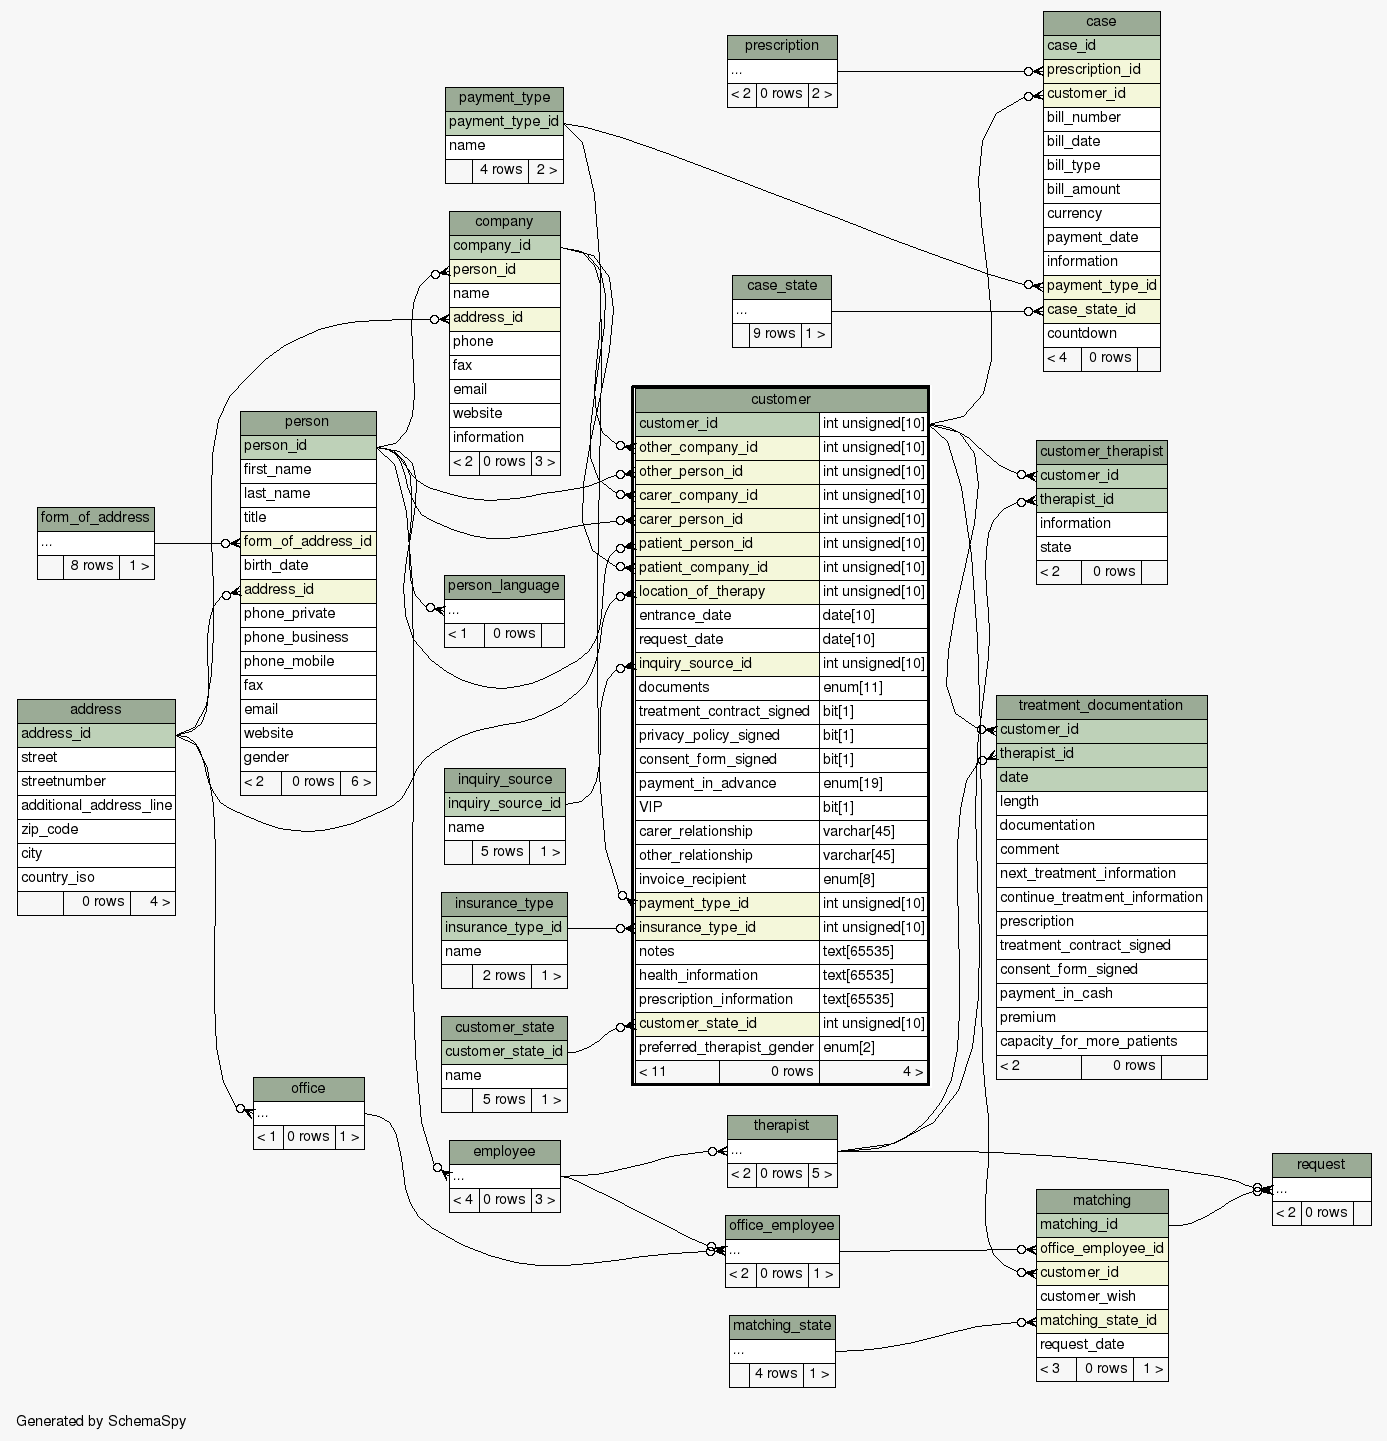 case
case_id
prescription_id
customer_id
bill_number
bill_date
bill_type
bill_amount
currency
payment_date
information
payment_type_id
case_state_id
countdown
< 4 0 rows
prescription
...
< 2 0 rows 2 >
payment_type
payment_type_id
name
4 rows 2 >
company
company_id
person_id
name
address_id
phone
fax
email
website
information
< 2 0 rows 3 >
case_state
...
9 rows 1 >
customer
customer_id int unsigned[10]
other_company_id int unsigned[10]
other_person_id int unsigned[10]
carer_company_id int unsigned[10]
carer_person_id int unsigned[10]
patient_person_id int unsigned[10]
patient_company_id int unsigned[10]
location_of_therapy int unsigned[10]
entrance_date date[10]
request_date date[10]
inquiry_source_id int unsigned[10]
documents enum[11]
treatment_contract_signed bit[1]
privacy_policy_signed bit[1]
consent_form_signed bit[1]
payment_in_advance enum[19]
VIP bit[1]
carer_relationship varchar[45]
other_relationship varchar[45]
invoice_recipient enum[8]
payment_type_id int unsigned[10]
insurance_type_id int unsigned[10]
notes text[65535]
health_information text[65535]
prescription_information text[65535]
customer_state_id int unsigned[10]
preferred_therapist_gender enum[2]
< 11 0 rows 4 >
person
person_id
first_name
last_name
title
form_of_address_id
birth_date
address_id
phone_private
phone_business
phone_mobile
fax
email
website
gender
< 2 0 rows 6 >
customer_therapist
customer_id
therapist_id
information
state
< 2 0 rows
form_of_address
...
8 rows 1 >
person_language
...
< 1 0 rows
address
address_id
street
streetnumber
additional_address_line
zip_code
city
country_iso
0 rows 4 >
treatment_documentation
customer_id
therapist_id
date
length
documentation
comment
next_treatment_information
continue_treatment_information
prescription
treatment_contract_signed
consent_form_signed
payment_in_cash
premium
capacity_for_more_patients
< 2 0 rows
inquiry_source
inquiry_source_id
name
5 rows 1 >
insurance_type
insurance_type_id
name
2 rows 1 >
customer_state
customer_state_id
name
5 rows 1 >
office
...
< 1 0 rows 1 >
employee
...
< 4 0 rows 3 >
therapist
...
< 2 0 rows 5 >
request
...
< 2 0 rows
office_employee
...
< 2 0 rows 1 >
matching
matching_id
office_employee_id
customer_id
customer_wish
matching_state_id
request_date
< 3 0 rows 1 >
matching_state
...
4 rows 1 >
Generated by SchemaSpy